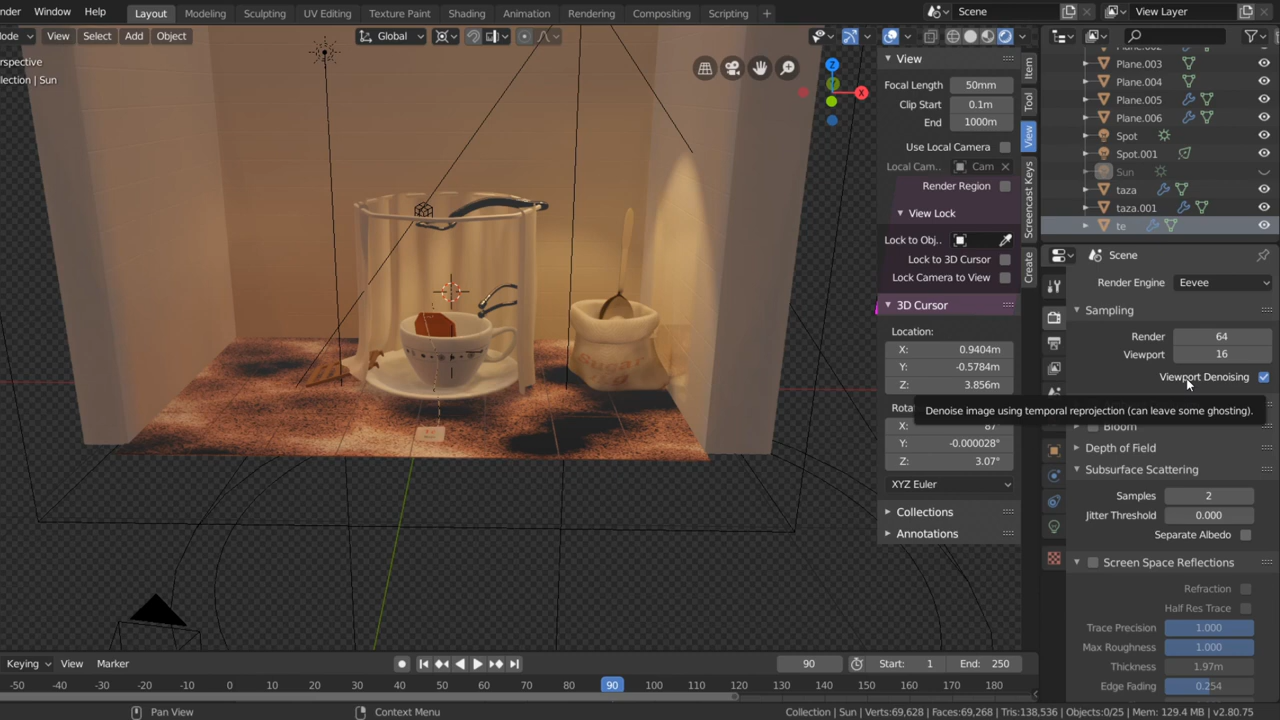 nder Window Help Layout Modeling Sculpting UV Editing Texture Paint Shading Animation Rendering Compositing Scripting + Scene View Layer
ode View Select Add Object Global
rspective
llection | Sun
View
Focal Length 50mm
Clip Start 0.1m
End 1000m
Use Local Camera
Local Cam.. Cam
Render Region
View Lock
Lock to Obj..
Lock to 3D Cursor
Lock Camera to View
3D Cursor
Location:
X: 0.9404m
Y: -0.5784m
Z: 3.856m
Rota
X: 87°
Y: -0.000028°
Z: 3.07°
XYZ Euler
Collections
Annotations
Item
Tool
View
Screencast Keys
Create
Z
X
Sugar
Plane.002
Plane.003
Plane.004
Plane.005
Plane.006
Spot
Spot.001
Sun
taza
taza.001
te
Scene
Render Engine Eevee
Sampling
Render 64
Viewport 16
Viewport Denoising
Denoise image using temporal reprojection (can leave some ghosting).
Bloom
Depth of Field
Subsurface Scattering
Samples 2
Jitter Threshold 0.000
Separate Albedo
Screen Space Reflections
Refraction
Half Res Trace
Trace Precision 1.000
Max Roughness 1.000
Thickness 1.97m
Edge Fading 0.254
Keying View Marker 90 Start: 1 End: 250
-50 -40 -30 -20 -10 0 10 20 30 40 50 60 70 80 90 100 110 120 130 140 150 160 170 180
Pan View Context Menu Collection | Sun | Verts:69,628 | Faces:69,268 | Tris:138,536 | Objects:0/25 | Mem: 129.4 MB | v2.80.75